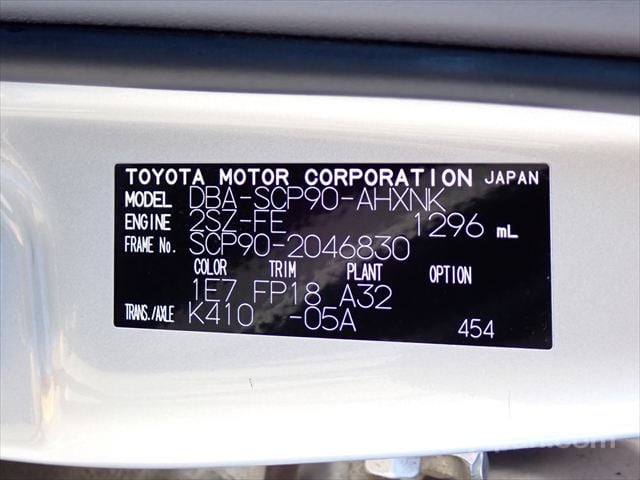 TOYOTA MOTOR CORPORATION JAPAN
MODEL DBA-SCP90-AHXNK
ENGINE 2SZ-FE 1296 mL
FRAME No. SCP90-2046830
COLOR TRIM PLANT OPTION
1E7 FP18 A32
TRANS./AXLE K410 -05A
454